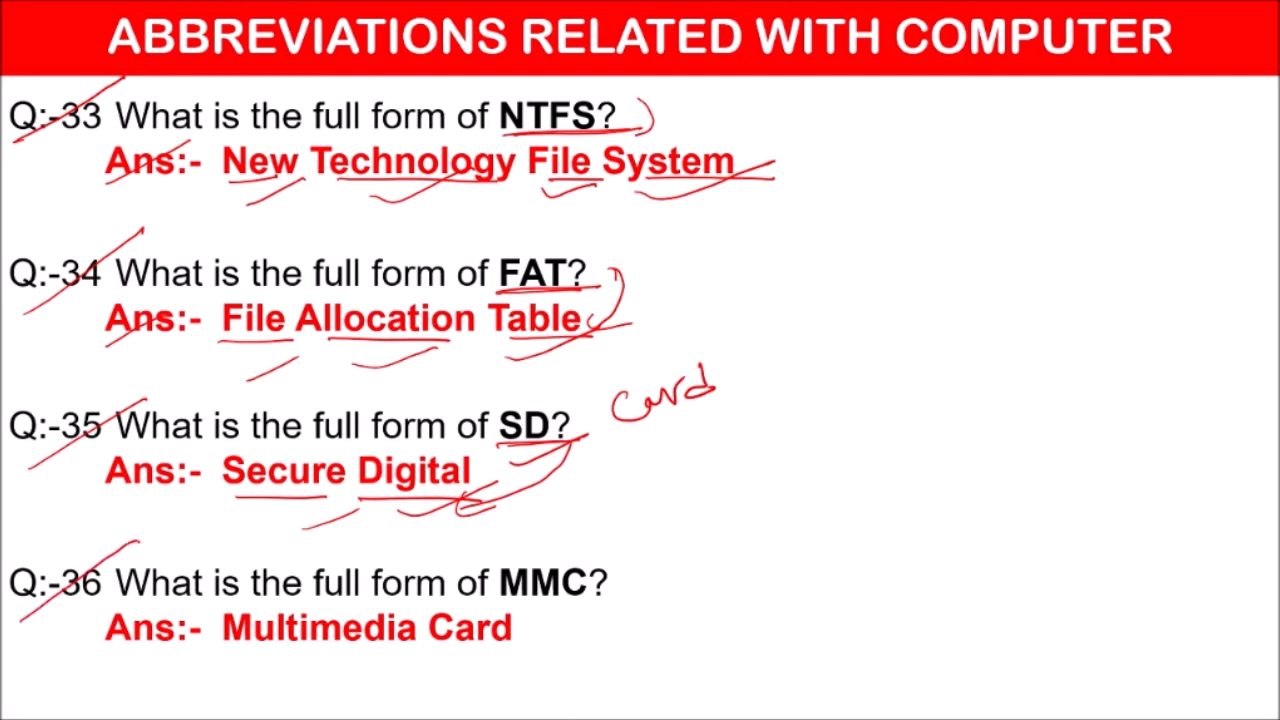 ABBREVIATIONS RELATED WITH COMPUTER
Q:-33 What is the full form of NTFS?
Ans:- New Technology File System
Q:-34 What is the full form of FAT?
Ans:- File Allocation Table
Card
Q:-35 What is the full form of SD?
Ans:- Secure Digital
Q:-36 What is the full form of MMC?
Ans:- Multimedia Card